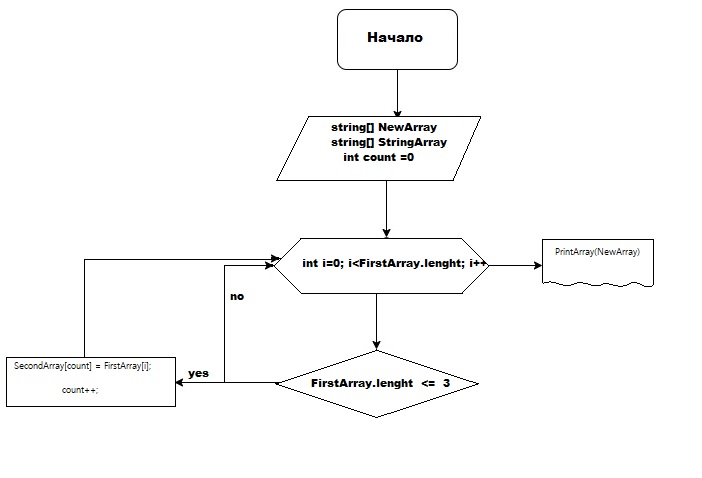 Начало
string[] NewArray
string[] StringArray
int count =0
int i=0; i<FirstArray.lenght; i++
PrintArray(NewArray)
no
yes
SecondArray[count] = FirstArray[i];
count++;
FirstArray.lenght <= 3